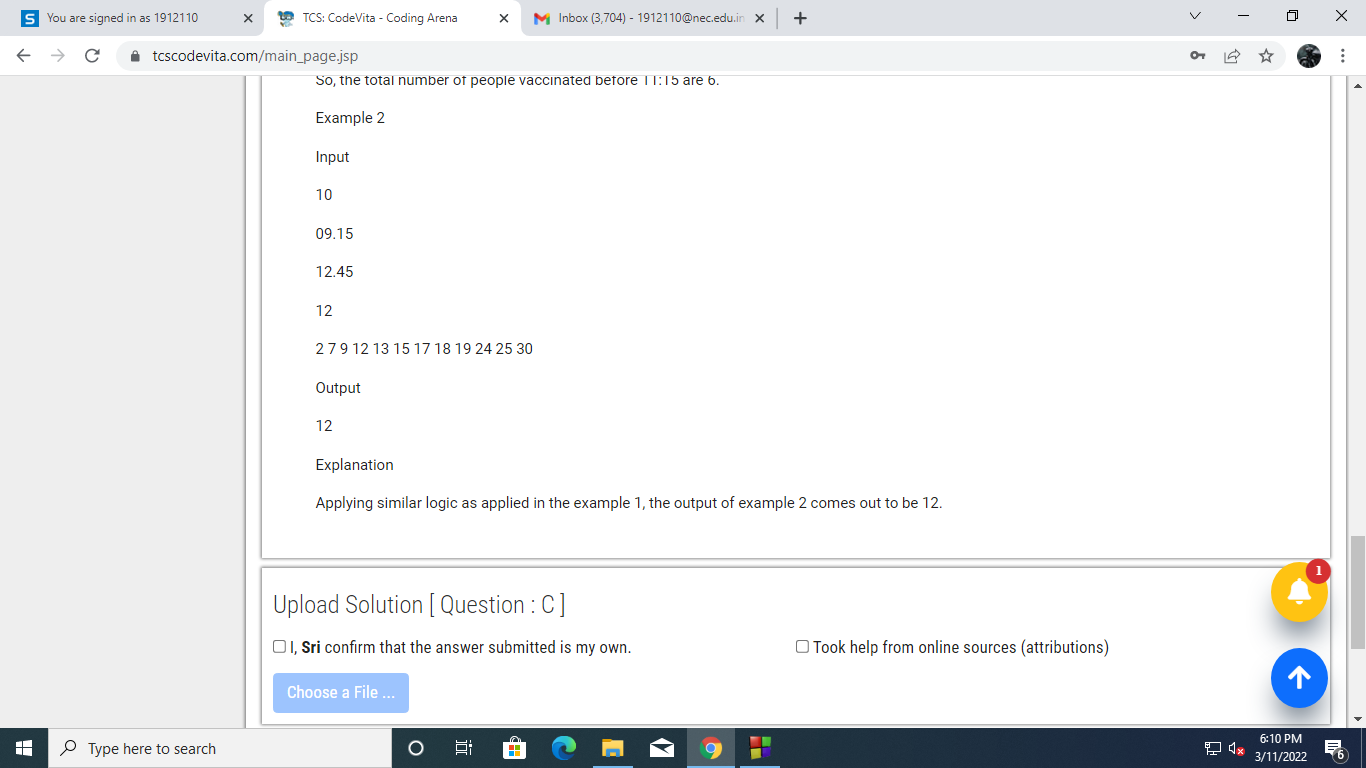 You are signed in as 1912110
TCS: CodeVita - Coding Arena
Inbox (3,704) - 1912110@nec.edu.in
tcscodevita.com/main_page.jsp
So, the total number of people vaccinated before 11:15 are 6.
Example 2
Input
10
09.15
12.45
12
2 7 9 12 13 15 17 18 19 24 25 30
Output
12
Explanation
Applying similar logic as applied in the example 1, the output of example 2 comes out to be 12.
1
Upload Solution [ Question : C ]
I, Sri confirm that the answer submitted is my own.
Took help from online sources (attributions)
Choose a File ...
Type here to search
6:10 PM
3/11/2022
6